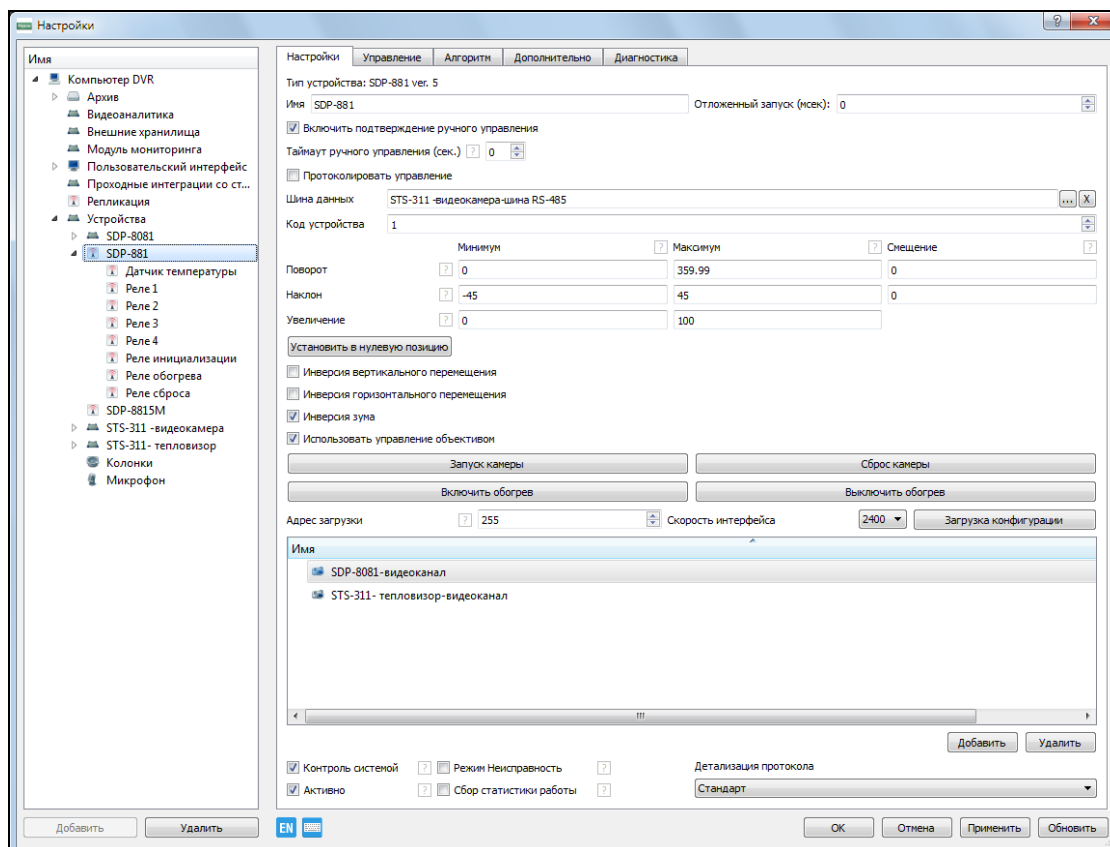 Настройки
Имя
Компьютер DVR
Архив
Видеоаналитика
Внешние хранилища
Модуль мониторинга
Пользовательский интерфейс
Проходные интеграции со ст...
Репликация
Устройства
SDP-8081
SDP-881
Датчик температуры
Реле 1
Реле 2
Реле 3
Реле 4
Реле инициализации
Реле обогрева
Реле сброса
SDP-8815M
STS-311 -видеокамера
STS-311- тепловизор
Колонки
Микрофон
Добавить Удалить
Настройки Управление Алгоритм Дополнительно Диагностика
Тип устройства: SDP-881 ver. 5
Имя SDP-881 Отложенный запуск (мсек): 0
Включить подтверждение ручного управления
Таймаут ручного управления (сек.) ? 0
Протоколировать управление
Шина данных STS-311 -видеокамера-шина RS-485 ... X
Код устройства 1
Минимум ? Максимум ? Смещение ?
Поворот ? 0 359.99 0
Наклон ? -45 45 0
Увеличение ? 0 100
Установить в нулевую позицию
Инверсия вертикального перемещения
Инверсия горизонтального перемещения
Инверсия зума
Использовать управление объективом
Запуск камеры Сброс камеры
Включить обогрев Выключить обогрев
Адрес загрузки ? 255 Скорость интерфейса 2400 Загрузка конфигурации
Имя
SDP-8081-видеоканал
STS-311- тепловизор-видеоканал
Добавить Удалить
Контроль системой ? Режим Неисправность ? Детализация протокола
Активно ? Сбор статистики работы ? Стандарт
EN OK Отмена Применить Обновить